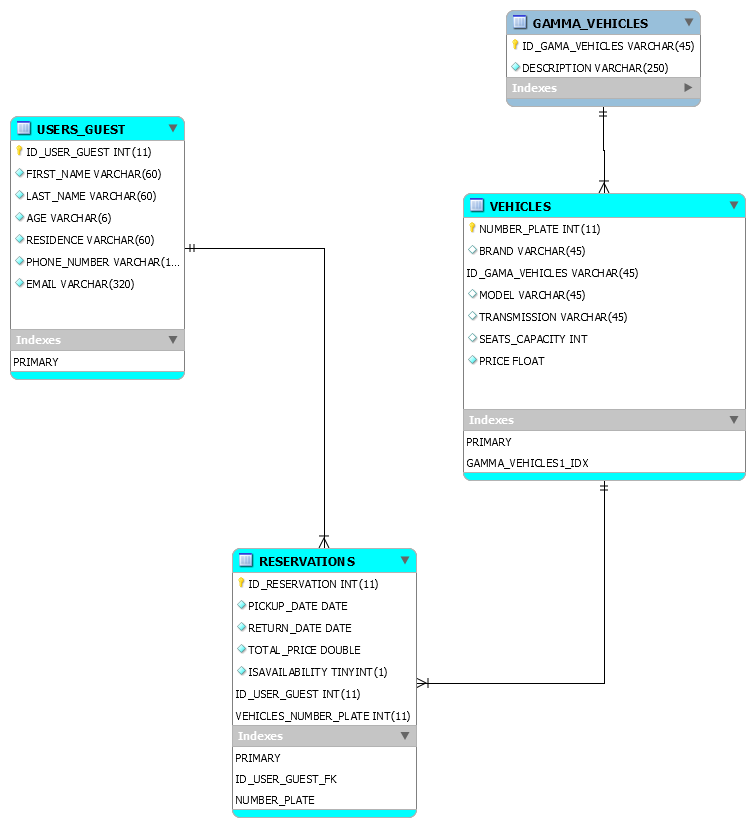 GAMMA_VEHICLES
ID_GAMA_VEHICLES VARCHAR(45)
DESCRIPTION VARCHAR(250)
Indexes
USERS_GUEST
ID_USER_GUEST INT(11)
FIRST_NAME VARCHAR(60)
LAST_NAME VARCHAR(60)
AGE VARCHAR(6)
RESIDENCE VARCHAR(60)
PHONE_NUMBER VARCHAR(1...
EMAIL VARCHAR(320)
Indexes
PRIMARY
VEHICLES
NUMBER_PLATE INT(11)
BRAND VARCHAR(45)
ID_GAMA_VEHICLES VARCHAR(45)
MODEL VARCHAR(45)
TRANSMISSION VARCHAR(45)
SEATS_CAPACITY INT
PRICE FLOAT
Indexes
PRIMARY
GAMMA_VEHICLES1_IDX
RESERVATIONS
ID_RESERVATION INT(11)
PICKUP_DATE DATE
RETURN_DATE DATE
TOTAL_PRICE DOUBLE
ISAVAILABILITY TINYINT(1)
ID_USER_GUEST INT(11)
VEHICLES_NUMBER_PLATE INT(11)
Indexes
PRIMARY
ID_USER_GUEST_FK
NUMBER_PLATE